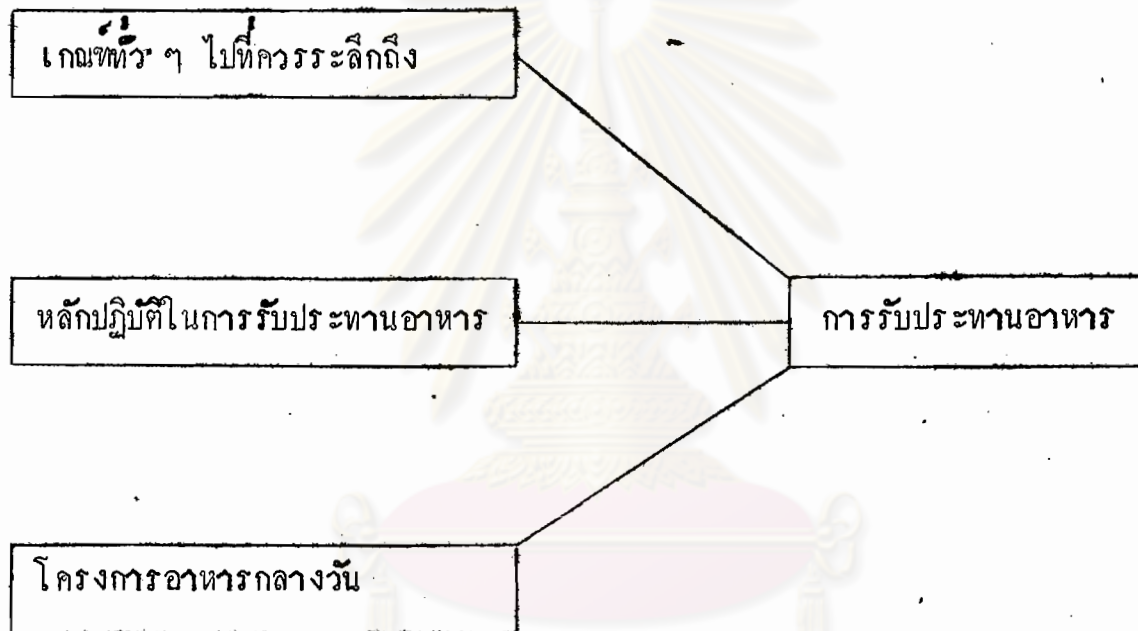 เกณฑ์ทั่ว ๆ ไปที่ควรระลึกถึง
หลักปฏิบัติในการรับประทานอาหาร
การรับประทานอาหาร
โครงการอาหารกลางวัน